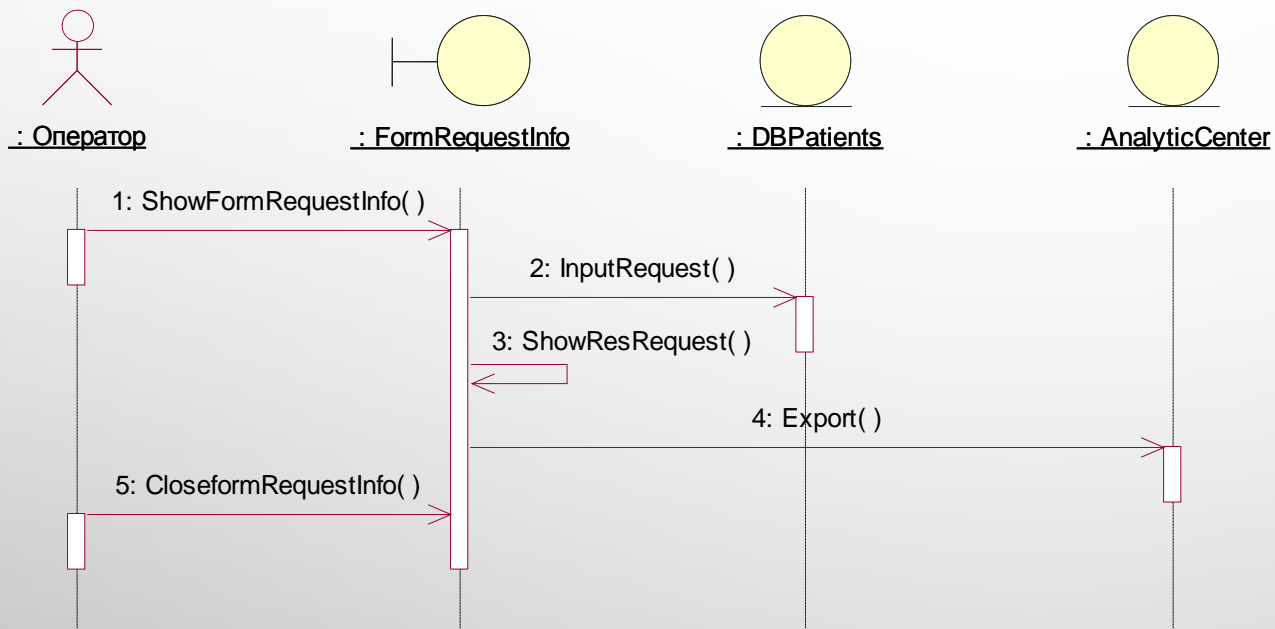 : Оператор
: FormRequestInfo
: DBPatients
: AnalyticCenter
1: ShowFormRequestInfo( )
2: InputRequest( )
3: ShowResRequest( )
4: Export( )
5: CloseformRequestInfo( )